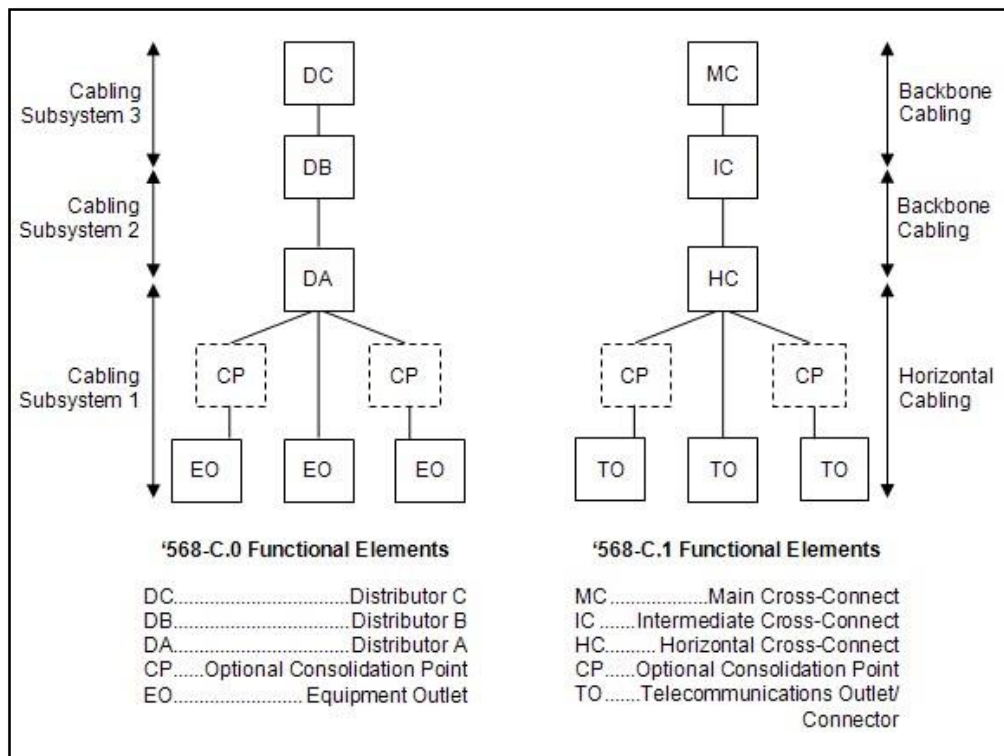 Cabling
Subsystem 3
DC
MC
Backbone
Cabling
DB
IC
Cabling
Subsystem 2
Backbone
Cabling
DA
HC
CP
CP
CP
CP
Cabling
Subsystem 1
Horizontal
Cabling
EO
EO
EO
TO
TO
TO
'568-C.0 Functional Elements
DC..............................Distributor C
DB..............................Distributor B
DA..............................Distributor A
CP......Optional Consolidation Point
EO.......................Equipment Outlet
'568-C.1 Functional Elements
MC.................Main Cross-Connect
IC ......Intermediate Cross-Connect
HC......... Horizontal Cross-Connect
CP......Optional Consolidation Point
TO.......Telecommunications Outlet/
Connector